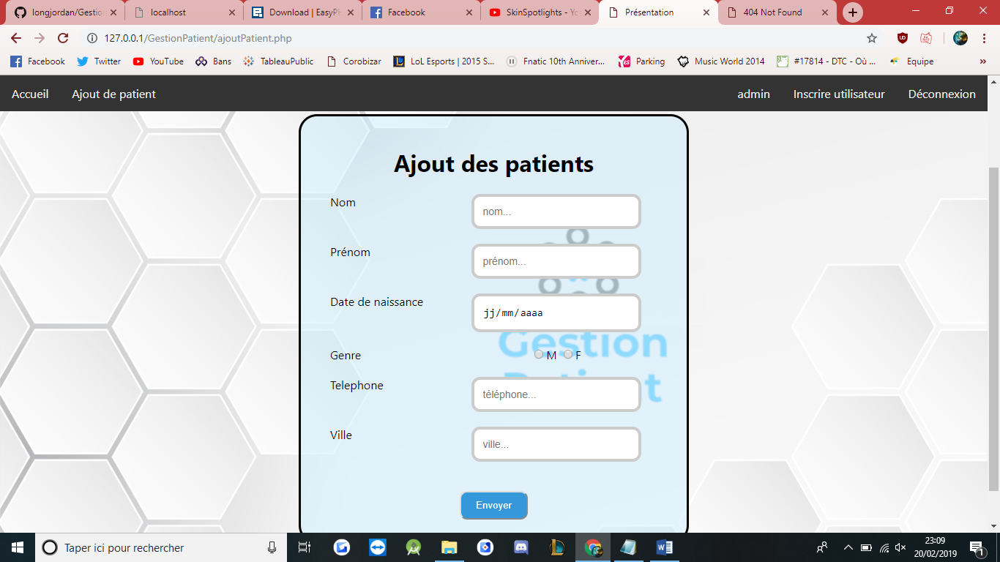 longjordan/Gestio
localhost
Download | EasyPH
Facebook
SkinSpotlights - Yo
Présentation
404 Not Found
127.0.0.1/GestionPatient/ajoutPatient.php
Facebook
Twitter
YouTube
Bans
TableauPublic
Corobizar
LoL Esports | 2015 S...
Fnatic 10th Anniver...
Parking
Music World 2014
#17814 - DTC - Où ...
Equipe
Accueil
Ajout de patient
admin
Inscrire utilisateur
Déconnexion
Ajout des patients
Nom
nom...
Prénom
prénom...
Date de naissance
jj/mm/aaaa
Gestion
Genre
M
F
Telephone
téléphone...
Ville
ville...
Envoyer
Taper ici pour rechercher
23:09
20/02/2019
1